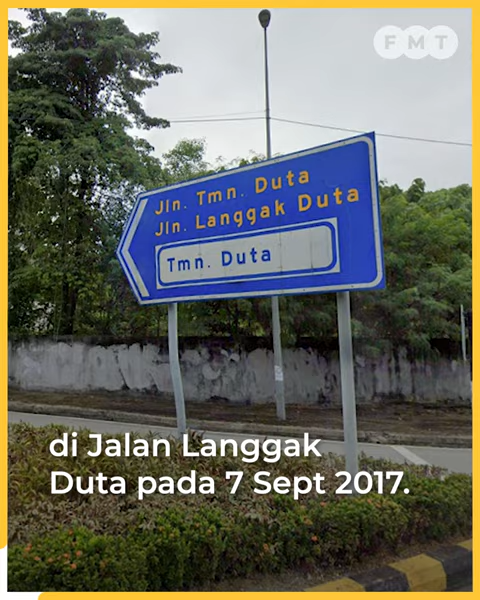 FMT
Jln. Tmn. Duta
Jln. Langgak Duta
Tmn. Duta
di Jalan Langgak
Duta pada 7 Sept 2017.